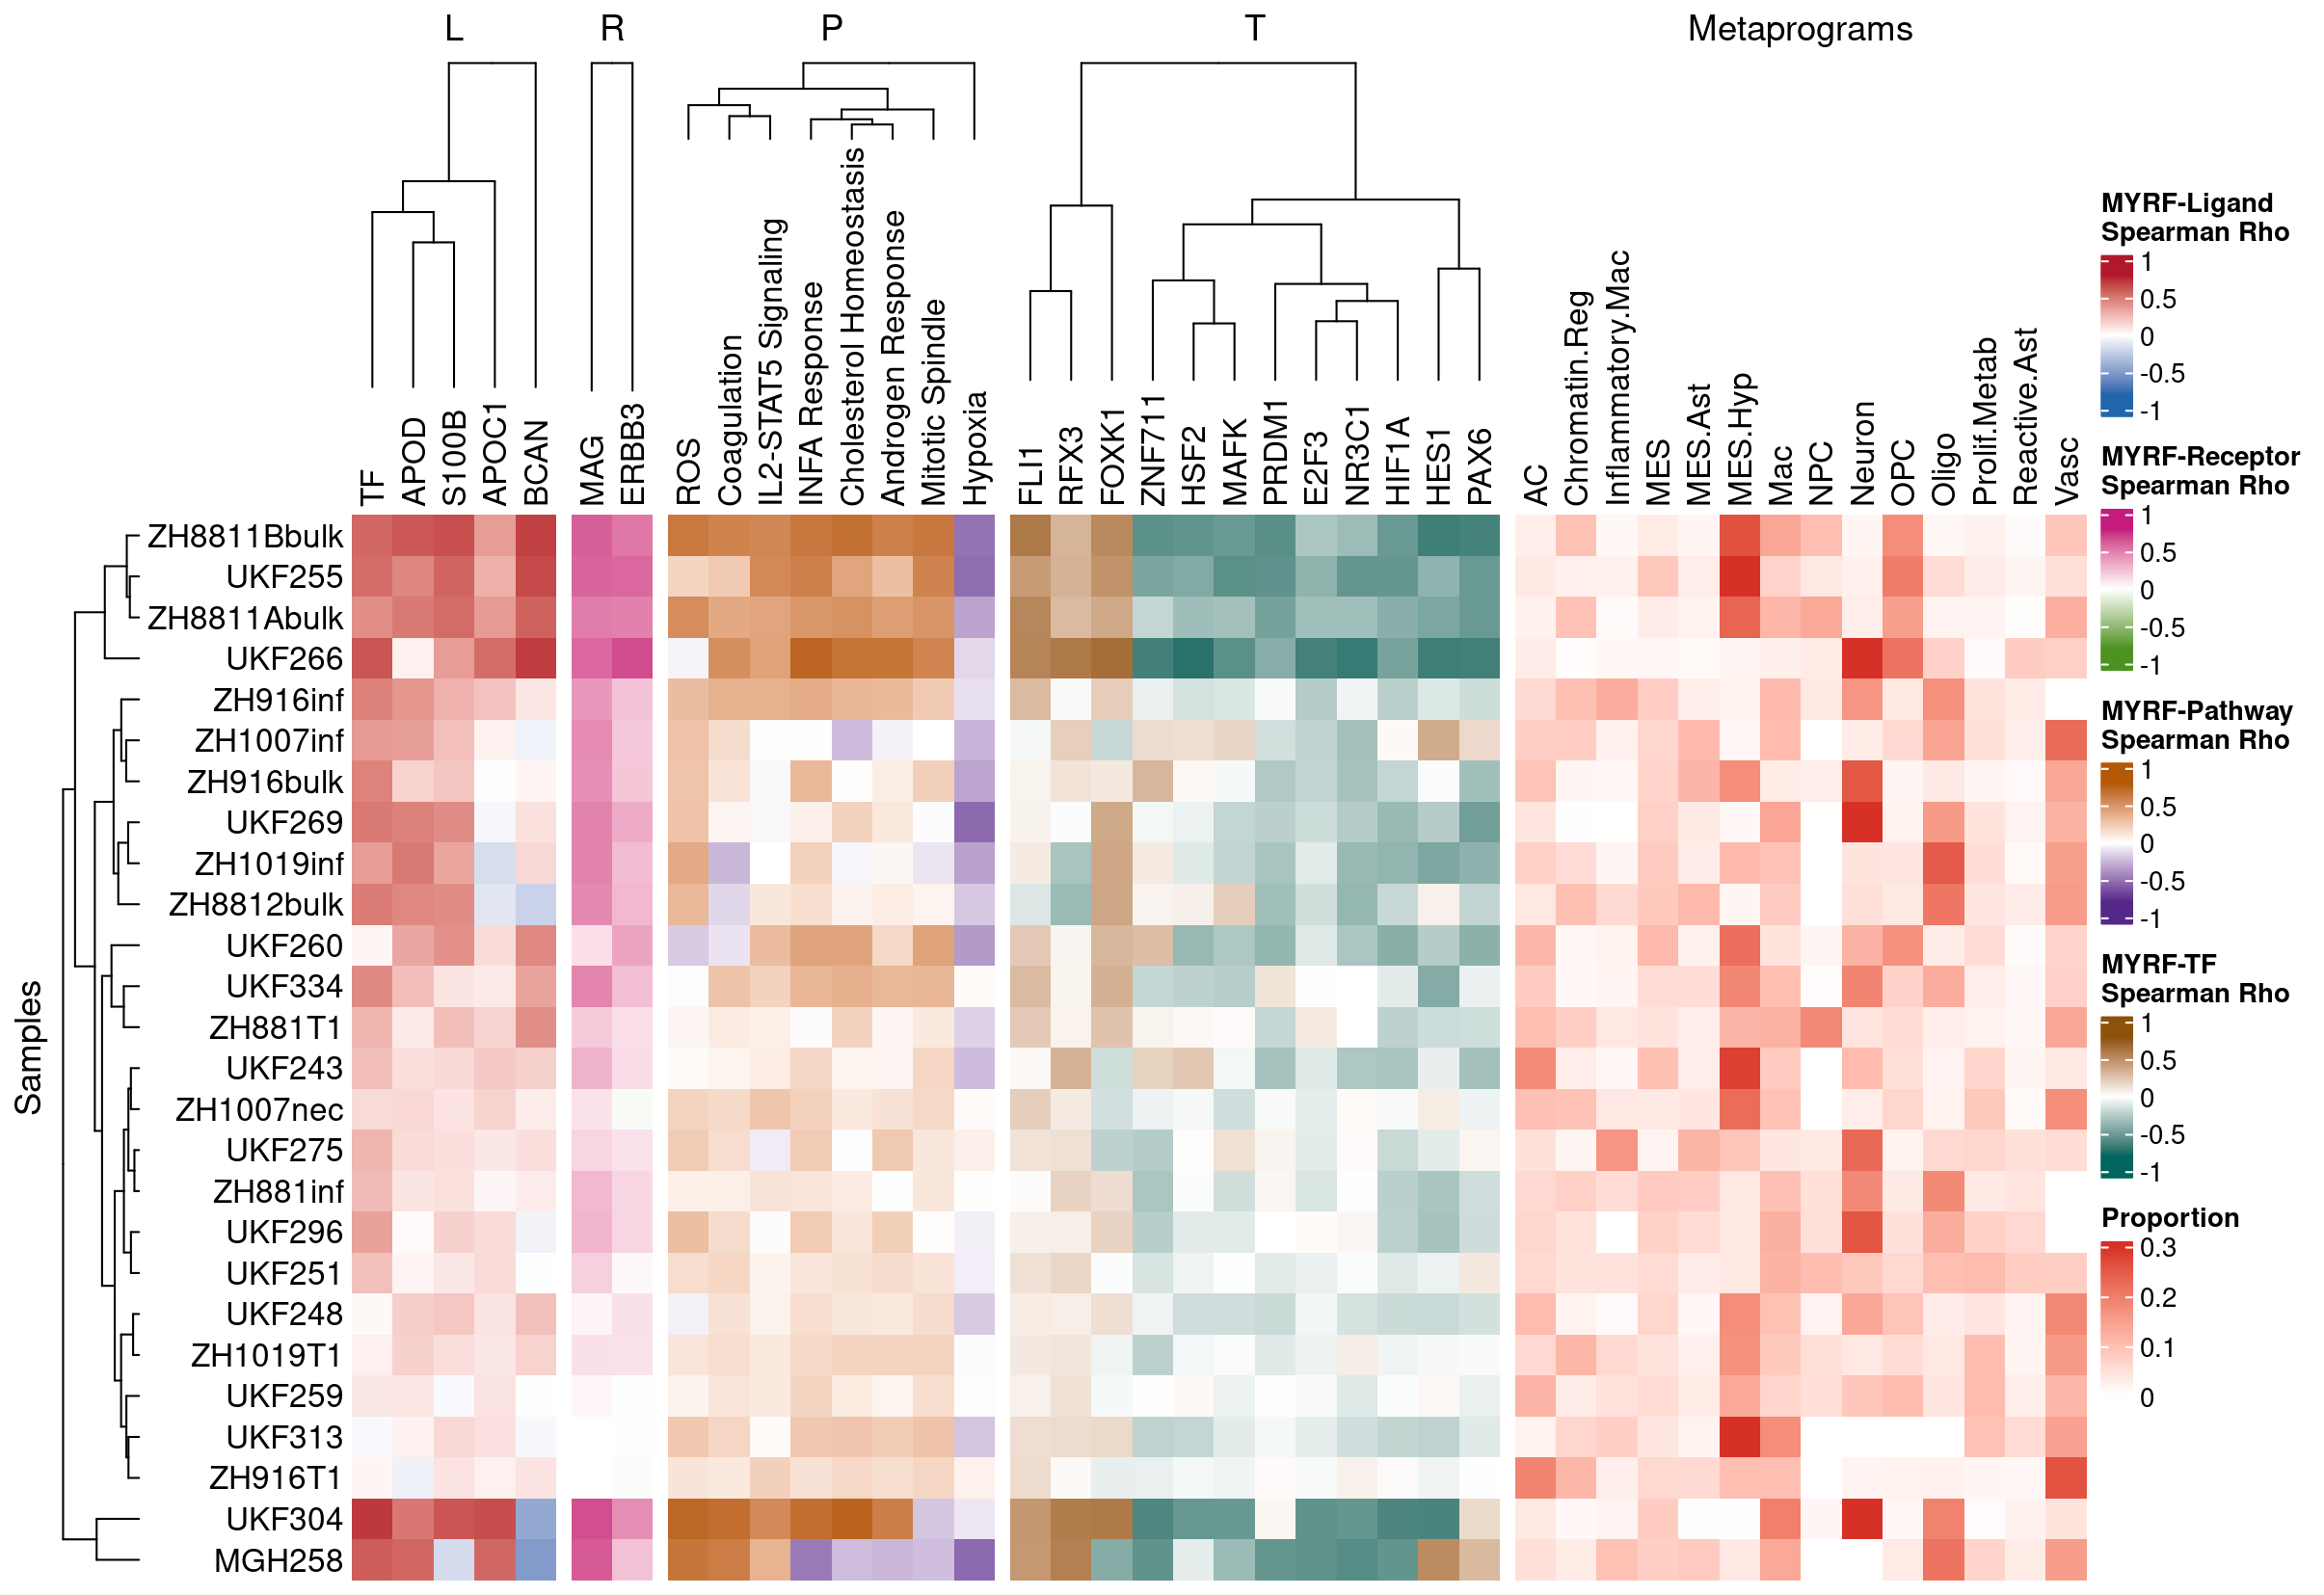 L
R
P
T
Metaprograms
TF
APOD
S100B
APOC1
BCAN
MAG
ERBB3
ROS
Coagulation
IL2-STAT5 Signaling
INFA Response
Cholesterol Homeostasis
Androgen Response
Mitotic Spindle
Hypoxia
FLI1
RFX3
FOXK1
ZNF711
HSF2
MAFK
PRDM1
E2F3
NR3C1
HIF1A
HES1
PAX6
AC
Chromatin.Reg
Inflammatory.Mac
MES
MES.Ast
MES.Hyp
Mac
NPC
Neuron
OPC
Oligo
Prolif.Metab
Reactive.Ast
Vasc
Samples
ZH8811Bbulk
UKF255
ZH8811Abulk
UKF266
ZH916inf
ZH1007inf
ZH916bulk
UKF269
ZH1019inf
ZH8812bulk
UKF260
UKF334
ZH881T1
UKF243
ZH1007nec
UKF275
ZH881inf
UKF296
UKF251
UKF248
ZH1019T1
UKF259
UKF313
ZH916T1
UKF304
MGH258
MYRF-Ligand
Spearman Rho
1
0.5
0
-0.5
-1
MYRF-Receptor
Spearman Rho
1
0.5
0
-0.5
-1
MYRF-Pathway
Spearman Rho
1
0.5
0
-0.5
-1
MYRF-TF
Spearman Rho
1
0.5
0
-0.5
-1
Proportion
0.3
0.2
0.1
0